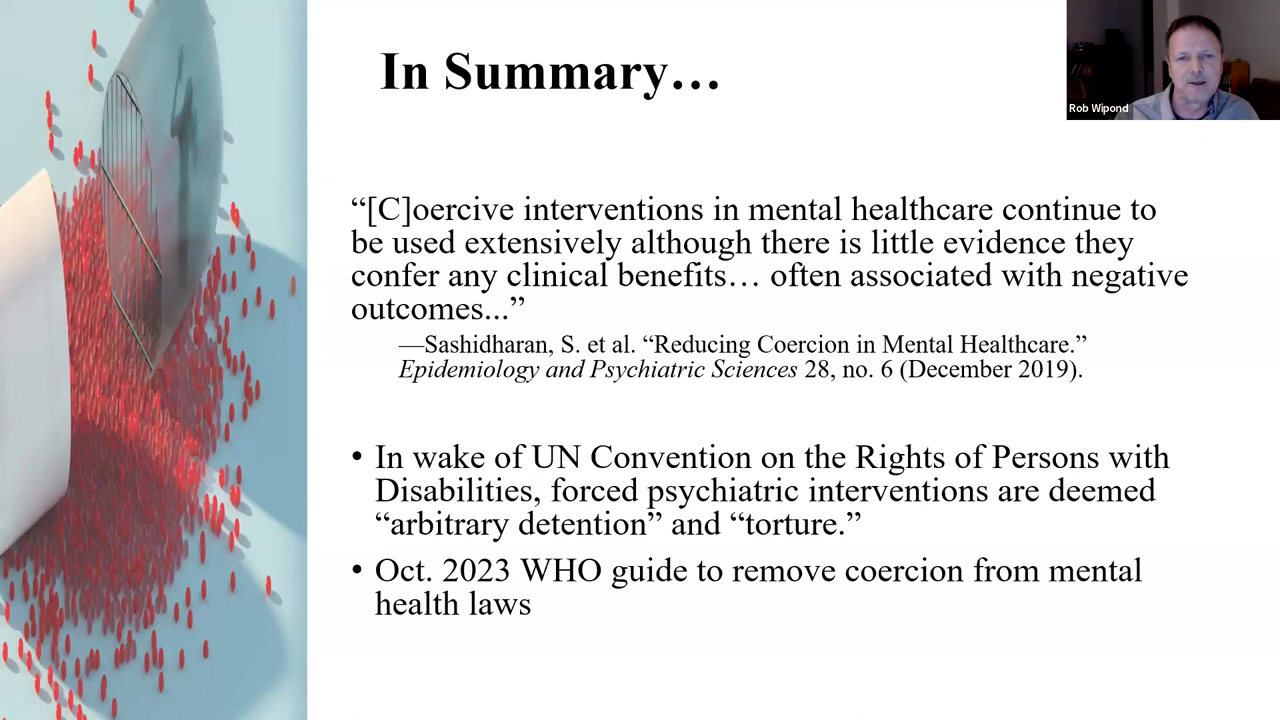 In Summary…
Rob Wipond
“[C]oercive interventions in mental healthcare continue to
be used extensively although there is little evidence they
confer any clinical benefits… often associated with negative
outcomes...”
—Sashidharan, S. et al. “Reducing Coercion in Mental Healthcare.”
Epidemiology and Psychiatric Sciences 28, no. 6 (December 2019).
• In wake of UN Convention on the Rights of Persons with
Disabilities, forced psychiatric interventions are deemed
“arbitrary detention” and “torture.”
• Oct. 2023 WHO guide to remove coercion from mental
health laws